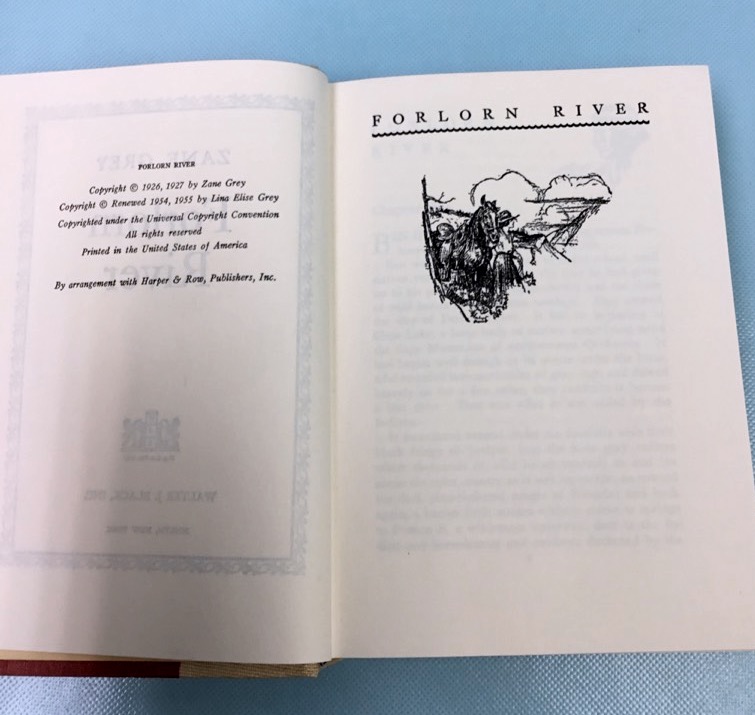 FORLORN RIVER
Copyright © 1926, 1927 by Zane Grey
Copyright © Renewed 1954, 1955 by Lina Elise Grey
Copyrighted under the Universal Copyright Convention
All rights reserved
Printed in the United States of America
By arrangement with Harper & Row, Publishers, Inc.
FORLORN RIVER